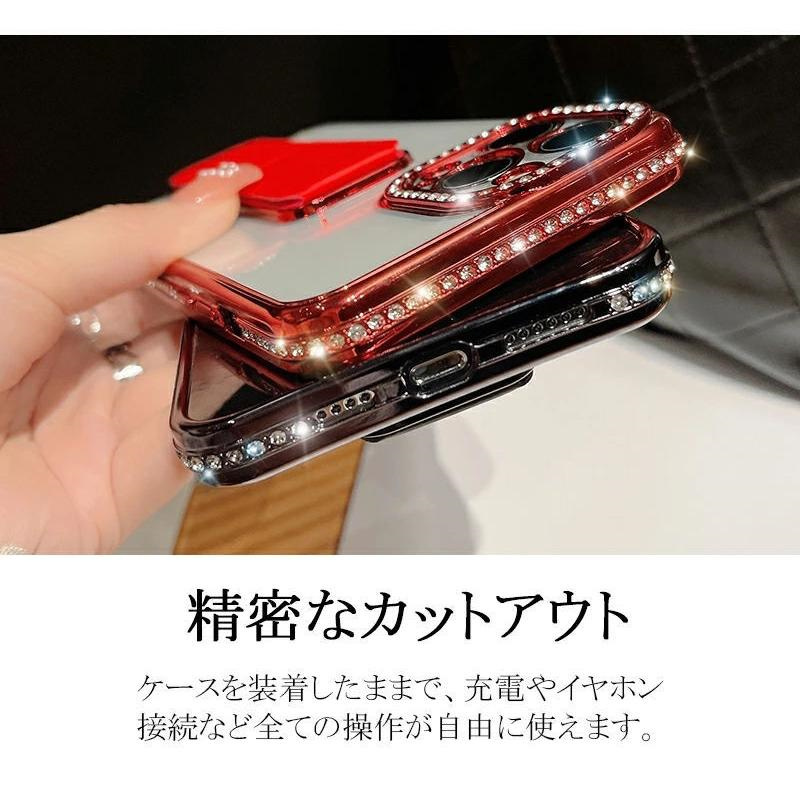 精密なカットアウト
ケースを装着したままで、充電やイヤホン
接続など全ての操作が自由に使えます。